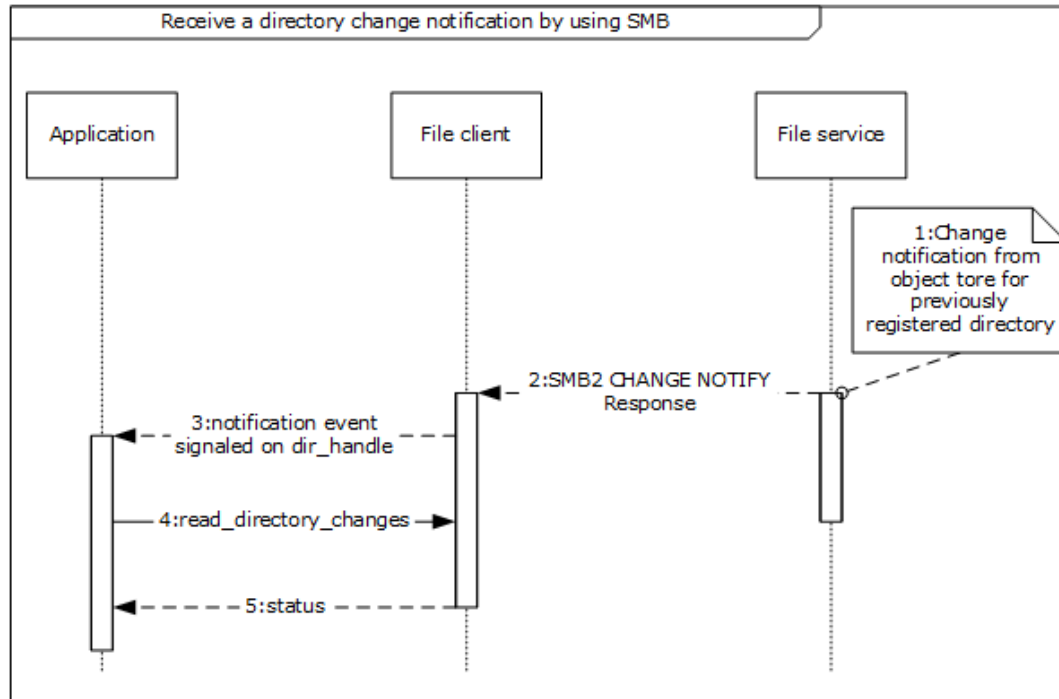 Receive a directory change notification by using SMB
Application
File client
File service
1:Change
notification from
object tore for
previously
registered directory
2:SMB2 CHANGE NOTIFY
Response
3:notification event
signaled on dir_handle
4:read_directory_changes
5:status